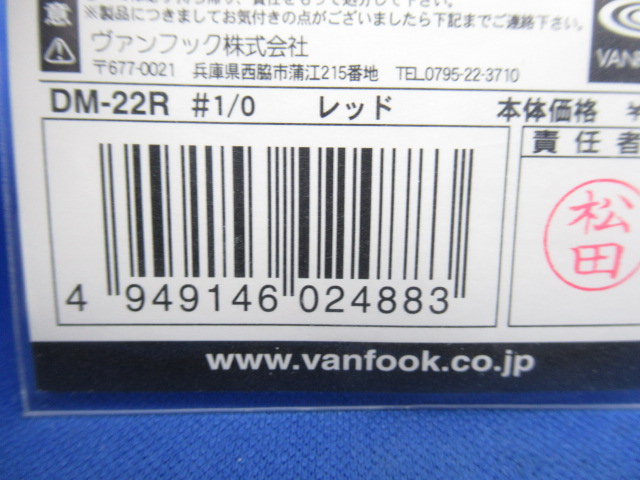 意
※製品につきましてお気付きの点がございましたら下記までご連絡下さい。
ヴァンフック株式会社
〒677-0021 兵庫県西脇市蒲江215番地 TEL0795-22-3710
VAN
DM-22R #1/0 レッド 本体価格
責任者
松田
4 949146 024883
www.vanfook.co.jp